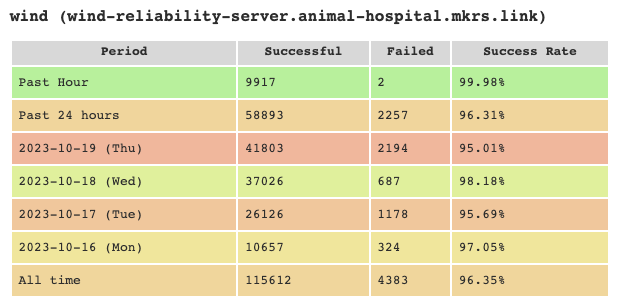 wind (wind-reliability-server.animal-hospital.mkrs.link)
Period Successful Failed Success Rate
Past Hour 9917 2 99.98%
Past 24 hours 58893 2257 96.31%
2023-10-19 (Thu) 41803 2194 95.01%
2023-10-18 (Wed) 37026 687 98.18%
2023-10-17 (Tue) 26126 1178 95.69%
2023-10-16 (Mon) 10657 324 97.05%
All time 115612 4383 96.35%